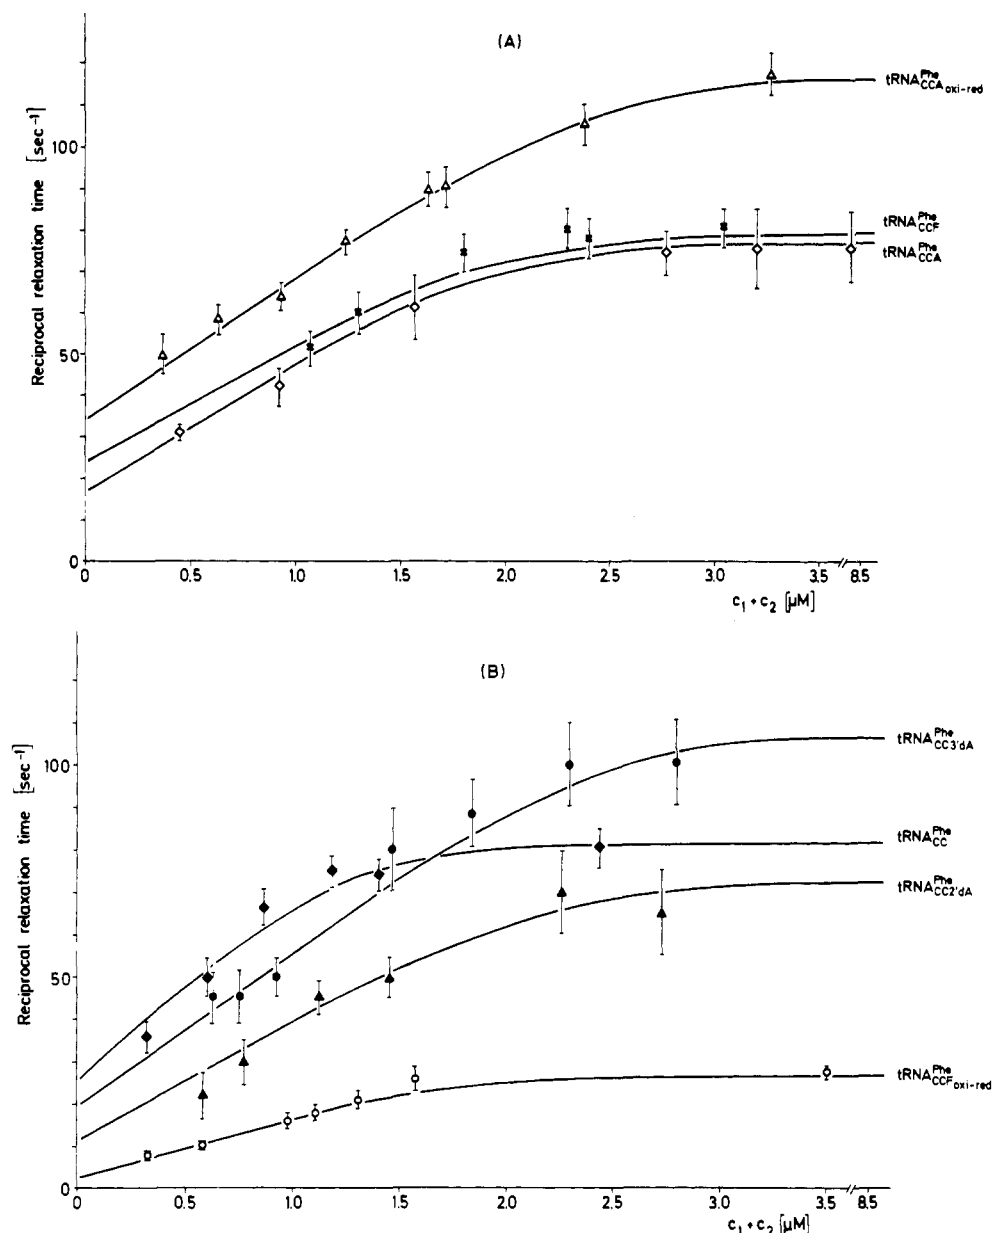 (A)
Reciprocal relaxation time [sec⁻¹]
100
50
0
0 0.5 1.0 1.5 2.0 2.5 3.0 3.5 8.5
c₁ + c₂ [µM]
tRNA^Phe_CCA oxi-red
tRNA^Phe_CCF
tRNA^Phe_CCA
(B)
Reciprocal relaxation time [sec⁻¹]
100
50
0
0 0.5 1.0 1.5 2.0 2.5 3.0 3.5 8.5
c₁ + c₂ [µM]
tRNA^Phe_CC3'dA
tRNA^Phe_CC
tRNA^Phe_CC2'dA
tRNA^Phe_CCF oxi-red